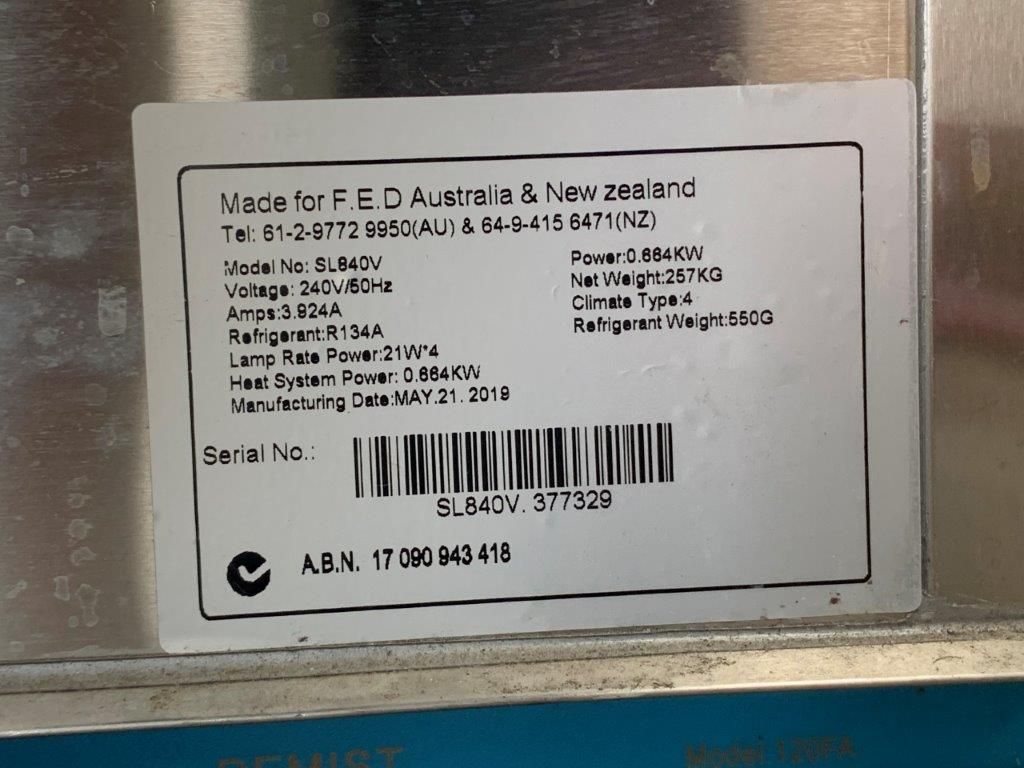 Made for F.E.D Australia & New zealand
Tel: 61-2-9772 9950(AU) & 64-9-415 6471(NZ)
Model No: SL840V
Voltage: 240V/50Hz
Amps:3.924A
Refrigerant:R134A
Lamp Rate Power:21W*4
Heat System Power: 0.664KW
Manufacturing Date:MAY.21. 2019
Power:0.664KW
Net Weight:257KG
Climate Type:4
Refrigerant Weight:550G
Serial No.:
SL840V. 377329
A.B.N. 17 090 943 418
DEMIST
Model 120FA